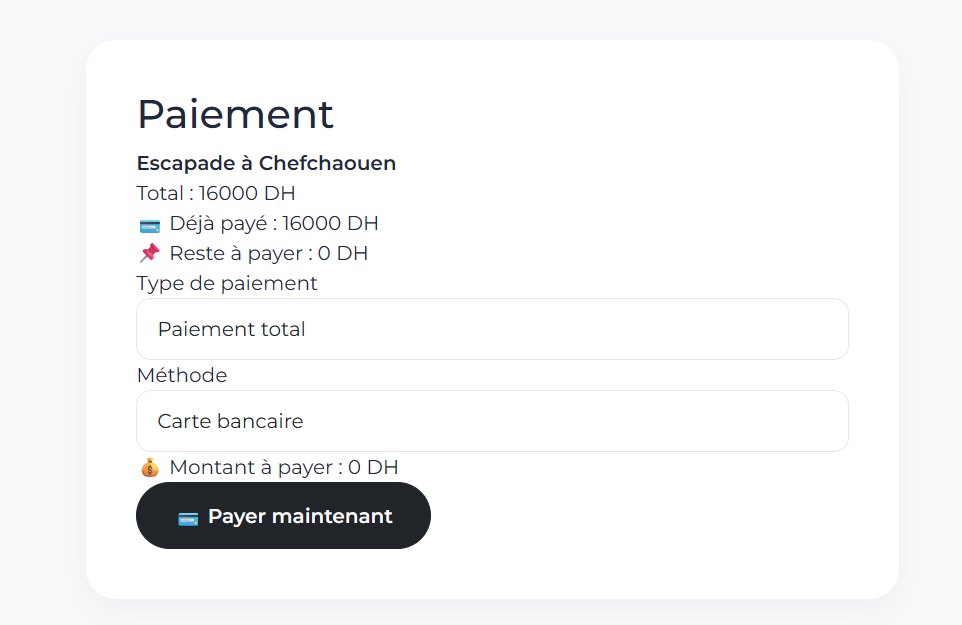 Paiement
Escapade à Chefchaouen
Total : 16000 DH
💳 Déjà payé : 16000 DH
📌 Reste à payer : 0 DH
Type de paiement
Paiement total
Méthode
Carte bancaire
💰 Montant à payer : 0 DH
💳 Payer maintenant